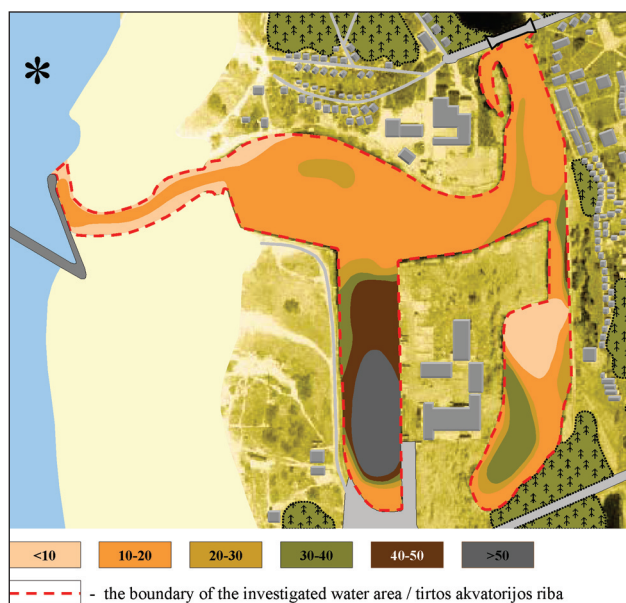 *
<10 10-20 20-30 30-40 40-50 >50
- the boundary of the investigated water area / tirtos akvatorijos riba